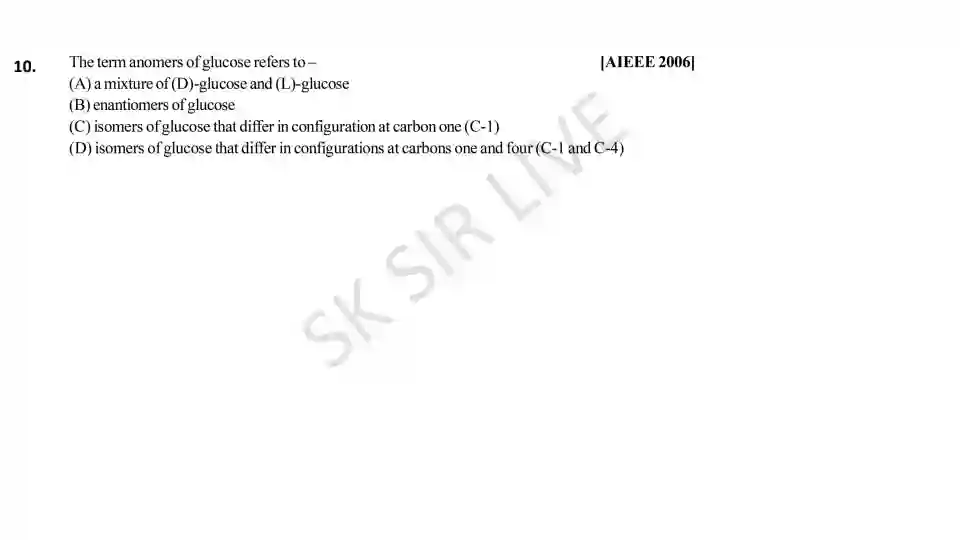 10. The term anomers of glucose refers to – [AIEEE 2006]
(A) a mixture of (D)-glucose and (L)-glucose
(B) enantiomers of glucose
(C) isomers of glucose that differ in configuration at carbon one (C-1)
(D) isomers of glucose that differ in configurations at carbons one and four (C-1 and C-4)
SK SIR LIVE